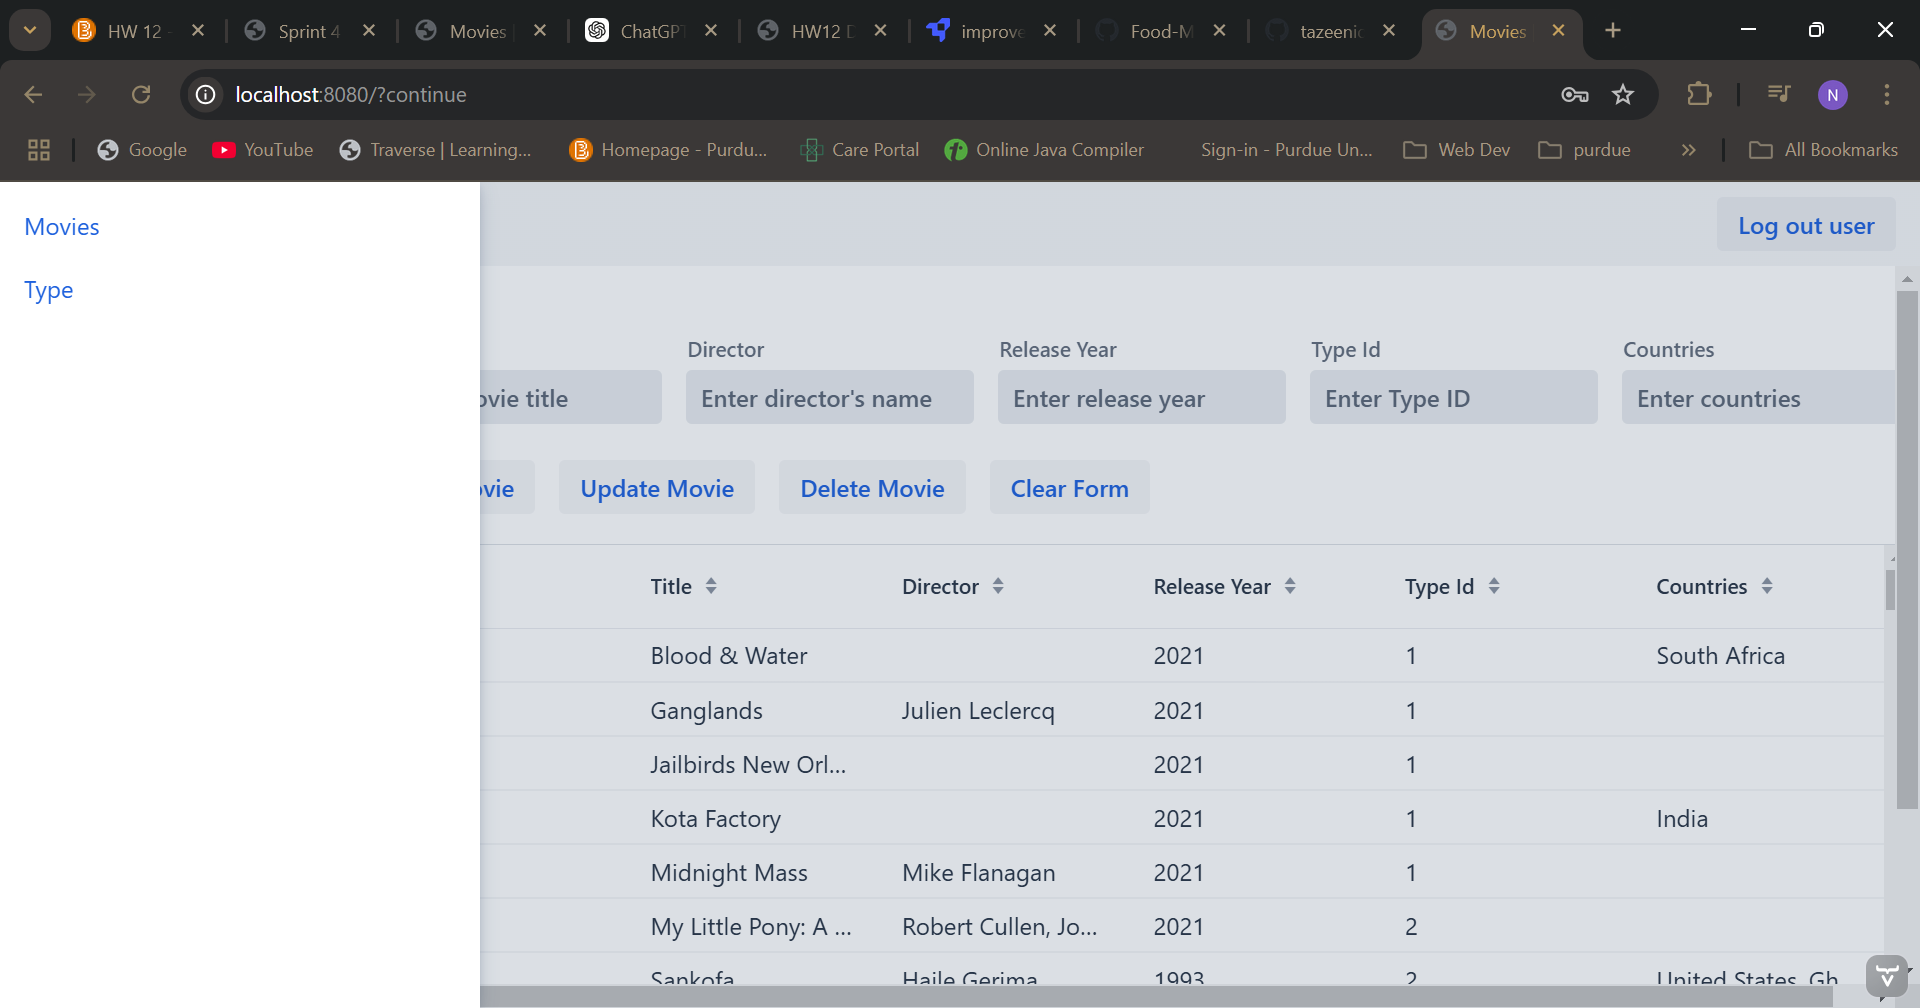 HW 12 -
Sprint 4
Movies
ChatGPT
HW12 D
improve
Food-M
tazeenic
Movies
localhost:8080/?continue
N
Google
YouTube
Traverse | Learning...
Homepage - Purdu...
Care Portal
Online Java Compiler
Sign-in - Purdue Un...
Web Dev
purdue
All Bookmarks
Movies
Log out user
Type
Director
Release Year
Type Id
Countries
ovie title
Enter director's name
Enter release year
Enter Type ID
Enter countries
ovie
Update Movie
Delete Movie
Clear Form
Title
Director
Release Year
Type Id
Countries
Blood & Water 2021 1 South Africa
Ganglands Julien Leclercq 2021 1
Jailbirds New Orl... 2021 1
Kota Factory 2021 1 India
Midnight Mass Mike Flanagan 2021 1
My Little Pony: A ... Robert Cullen, Jo... 2021 2
Sankofa Haile Gerima 1993 2 United States, Gh